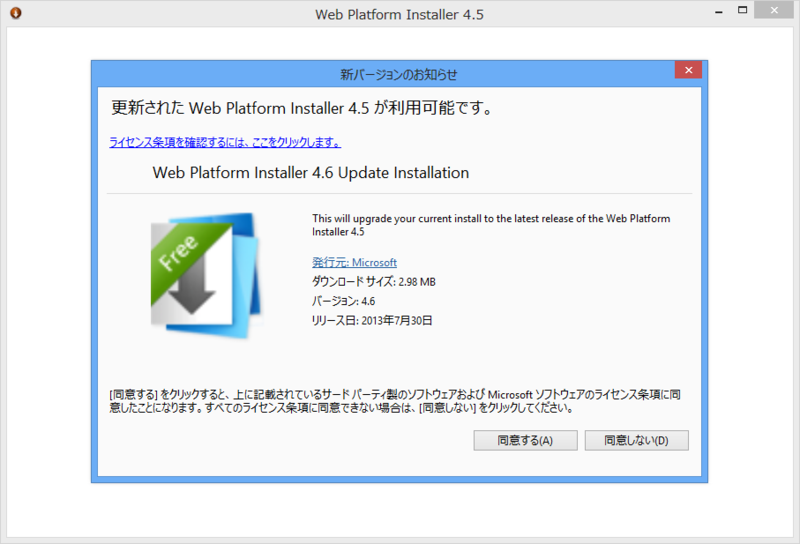 Web Platform Installer 4.5
新バージョンのお知らせ
更新された Web Platform Installer 4.5 が利用可能です。
ライセンス条項を確認するには、ここをクリックします。
Web Platform Installer 4.6 Update Installation
Free
This will upgrade your current install to the latest release of the Web Platform
Installer 4.5
発行元: Microsoft
ダウンロード サイズ: 2.98 MB
バージョン: 4.6
リリース日: 2013年7月30日
[同意する] をクリックすると、上に記載されているサード パーティ製のソフトウェアおよび Microsoft ソフトウェアのライセンス条項に同
意したことになります。すべてのライセンス条項に同意できない場合は、[同意しない] をクリックしてください。
同意する(A)
同意しない(D)